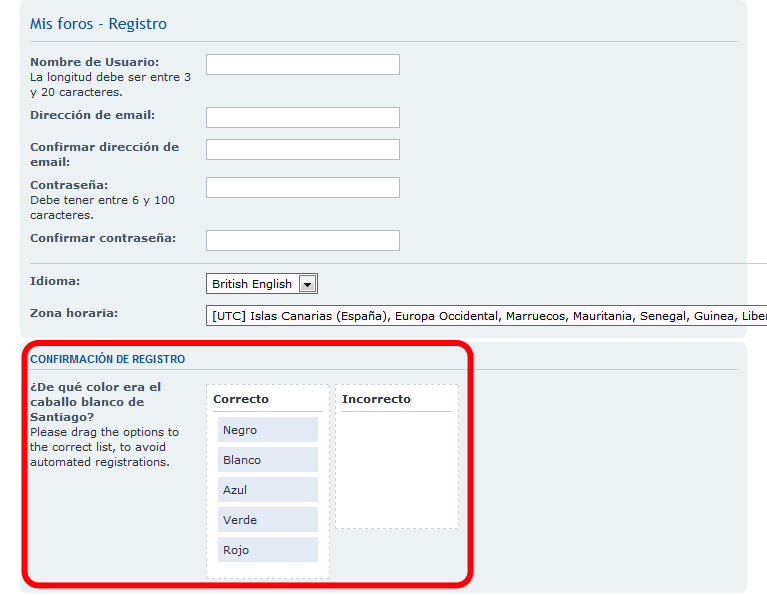 Mis foros - Registro
Nombre de Usuario:
La longitud debe ser entre 3
y 20 caracteres.
Dirección de email:
Confirmar dirección de
email:
Contraseña:
Debe tener entre 6 y 100
caracteres.
Confirmar contraseña:
Idioma:
British English
Zona horaria:
[UTC] Islas Canarias (España), Europa Occidental, Marruecos, Mauritania, Senegal, Guinea, Liber
CONFIRMACIÓN DE REGISTRO
¿De qué color era el
caballo blanco de
Santiago?
Please drag the options to
the correct list, to avoid
automated registrations.
Correcto
Negro
Blanco
Azul
Verde
Rojo
Incorrecto